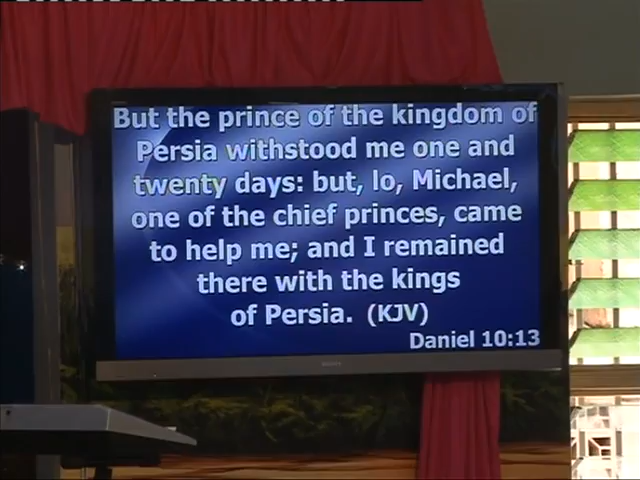 But the prince of the kingdom of
Persia withstood me one and
twenty days: but, lo, Michael,
one of the chief princes, came
to help me; and I remained
there with the kings
of Persia. (KJV)
Daniel 10:13